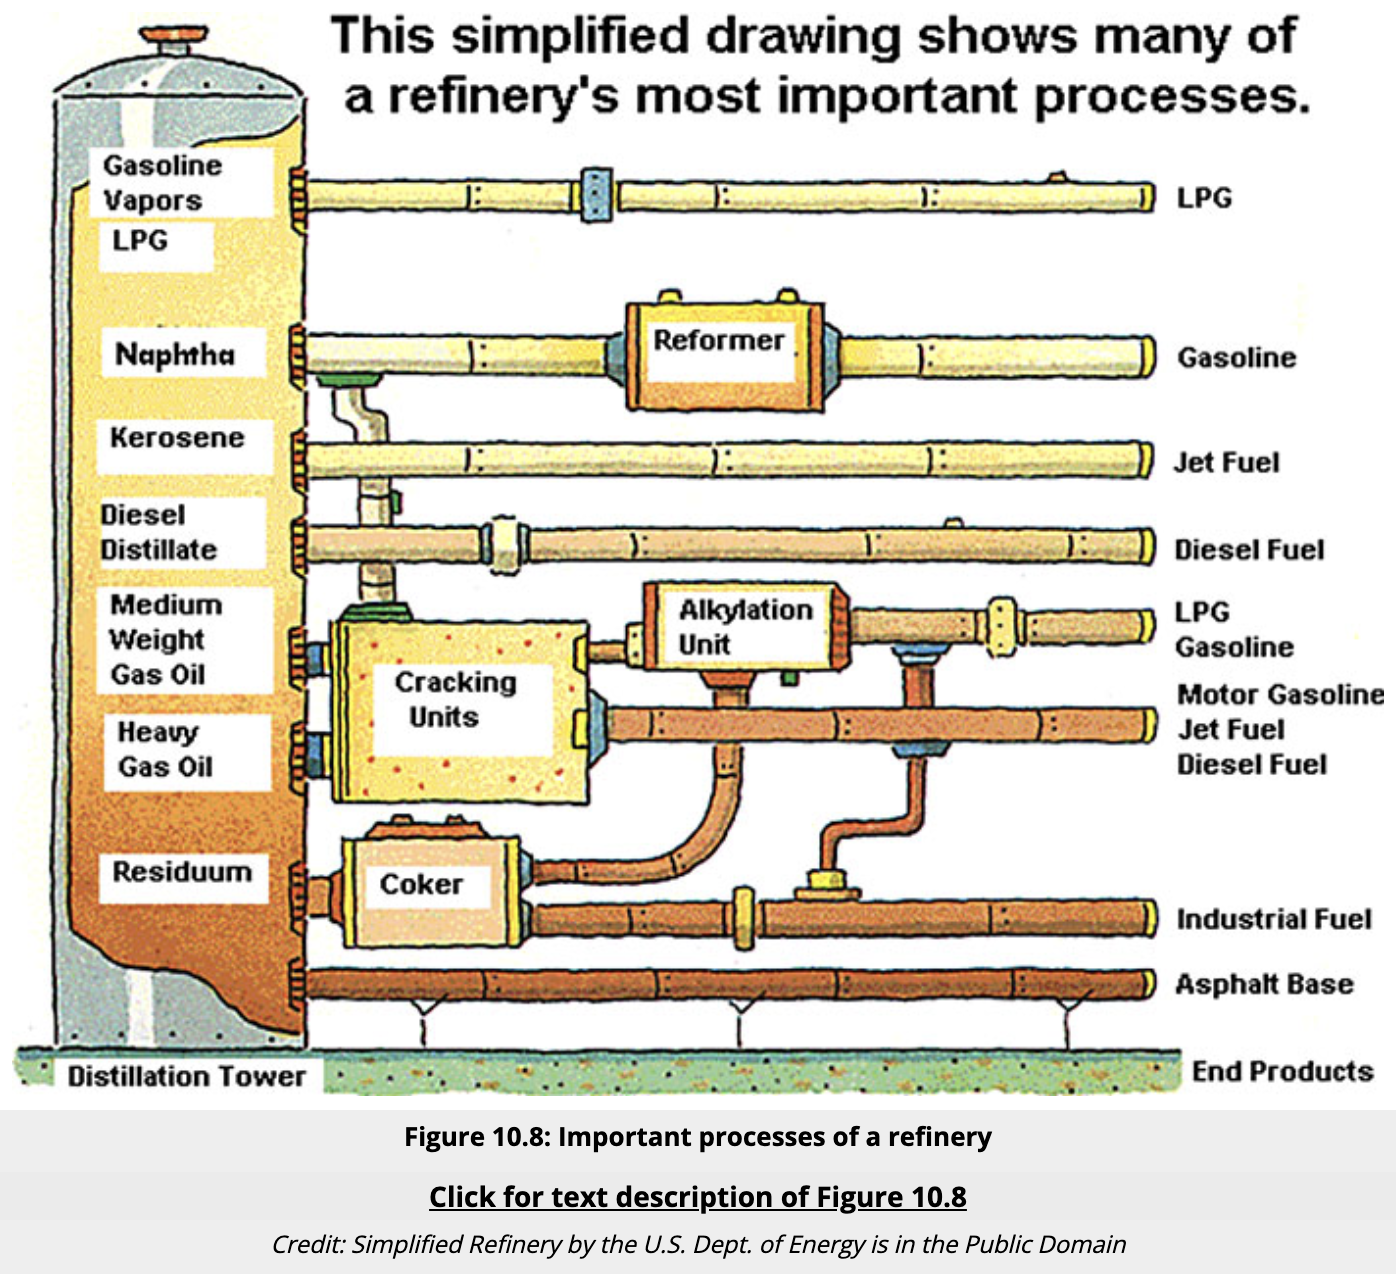 This simplified drawing shows many of
a refinery's most important processes.
Gasoline
Vapors
LPG
LPG
Naphtha
Reformer
Gasoline
Kerosene
Jet Fuel
Diesel
Distillate
Diesel Fuel
Medium
Weight
Gas Oil
Heavy
Gas Oil
Cracking
Units
Alkylation
Unit
LPG
Gasoline
Motor Gasoline
Jet Fuel
Diesel Fuel
Residuum
Coker
Industrial Fuel
Asphalt Base
Distillation Tower
End Products
Figure 10.8: Important processes of a refinery
Click for text description of Figure 10.8
Credit: Simplified Refinery by the U.S. Dept. of Energy is in the Public Domain